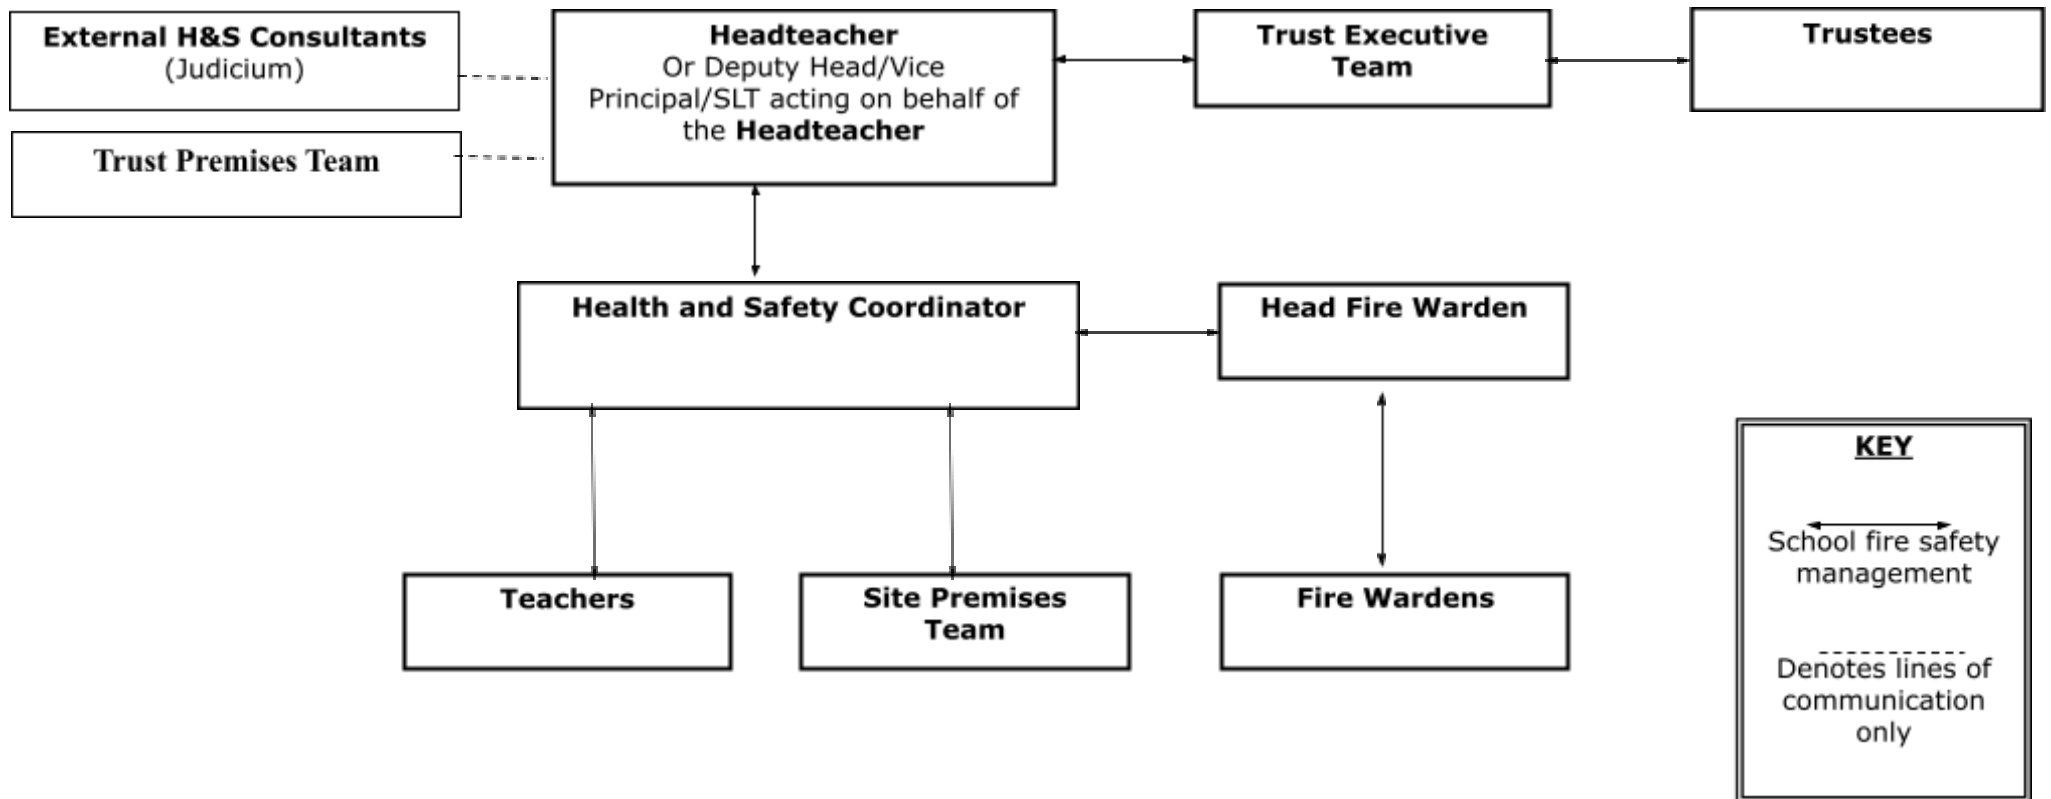 External H&S Consultants
(Judicium)
Trust Premises Team
Headteacher
Or Deputy Head/Vice
Principal/SLT acting on behalf of
the Headteacher
Trust Executive
Team
Trustees
Health and Safety Coordinator
Head Fire Warden
Teachers
Site Premises
Team
Fire Wardens
KEY
School fire safety
management
Denotes lines of
communication
only